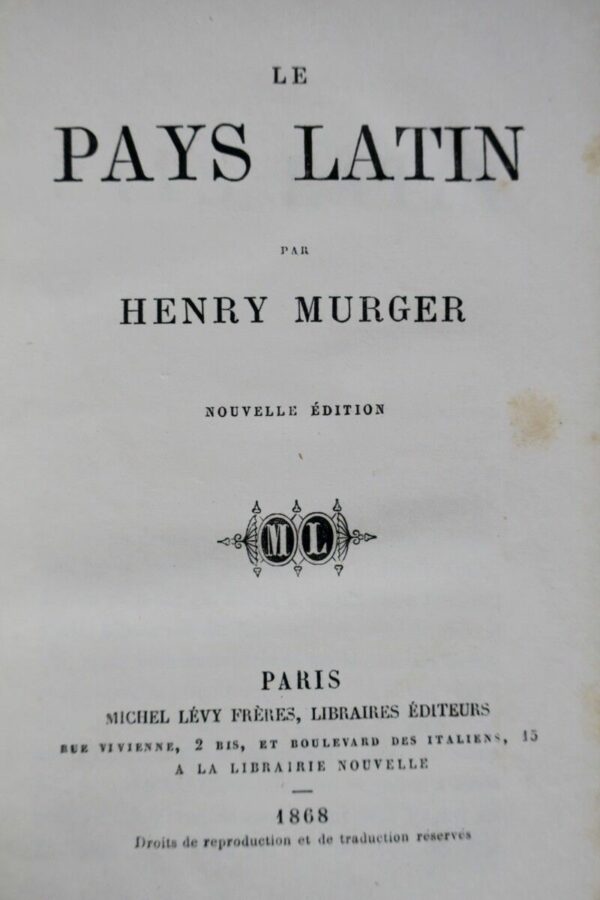 LE
PAYS LATIN
PAR
HENRY MURGER
NOUVELLE ÉDITION
M L
PARIS
MICHEL LÉVY FRÈRES, LIBRAIRES ÉDITEURS
RUE VIVIENNE, 2 BIS, ET BOULEVARD DES ITALIENS, 15
A LA LIBRAIRIE NOUVELLE
1868
Droits de reproduction et de traduction réservés